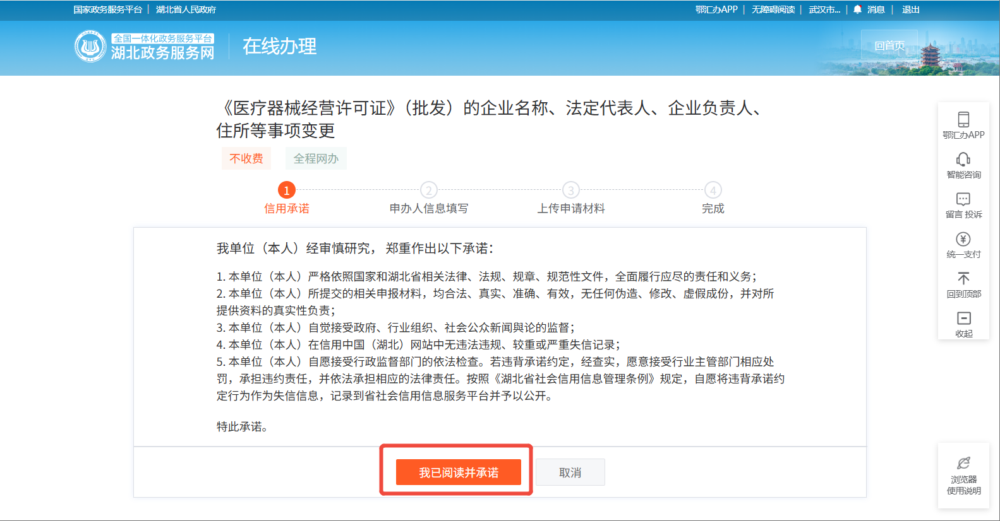 国家政务服务平台 | 湖北省人民政府
鄂汇办APP | 无障碍阅读 | 武汉市... | 消息 | 退出
全国一体化政务服务平台
湖北政务服务网
在线办理
回首页
《医疗器械经营许可证》（批发）的企业名称、法定代表人、企业负责人、
住所等事项变更
不收费 全程网办
1 2 3 4
信用承诺 申办人信息填写 上传申请材料 完成
我单位（本人）经审慎研究， 郑重作出以下承诺：
1. 本单位（本人）严格依照国家和湖北省相关法律、法规、规章、规范性文件，全面履行应尽的责任和义务；
2. 本单位（本人）所提交的相关申报材料，均合法、真实、准确、有效，无任何伪造、修改、虚假成份，并对所
提供资料的真实性负责；
3. 本单位（本人）自觉接受政府、行业组织、社会公众新闻與论的监督；
4. 本单位（本人）在信用中国（湖北）网站中无违法违规、较重或严重失信记录；
5. 本单位（本人）自愿接受行政监督部门的依法检查。若违背承诺约定，经查实，愿意接受行业主管部门相应处
罚，承担违约责任，并依法承担相应的法律责任。按照《湖北省社会信用信息管理条例》规定，自愿将违背承诺约
定行为作为失信信息，记录到省社会信用信息服务平台并予以公开。
特此承诺。
我已阅读并承诺 取消
鄂汇办APP
智能咨询
留言 投诉
统一支付
回到顶部
收起
浏览器
使用说明